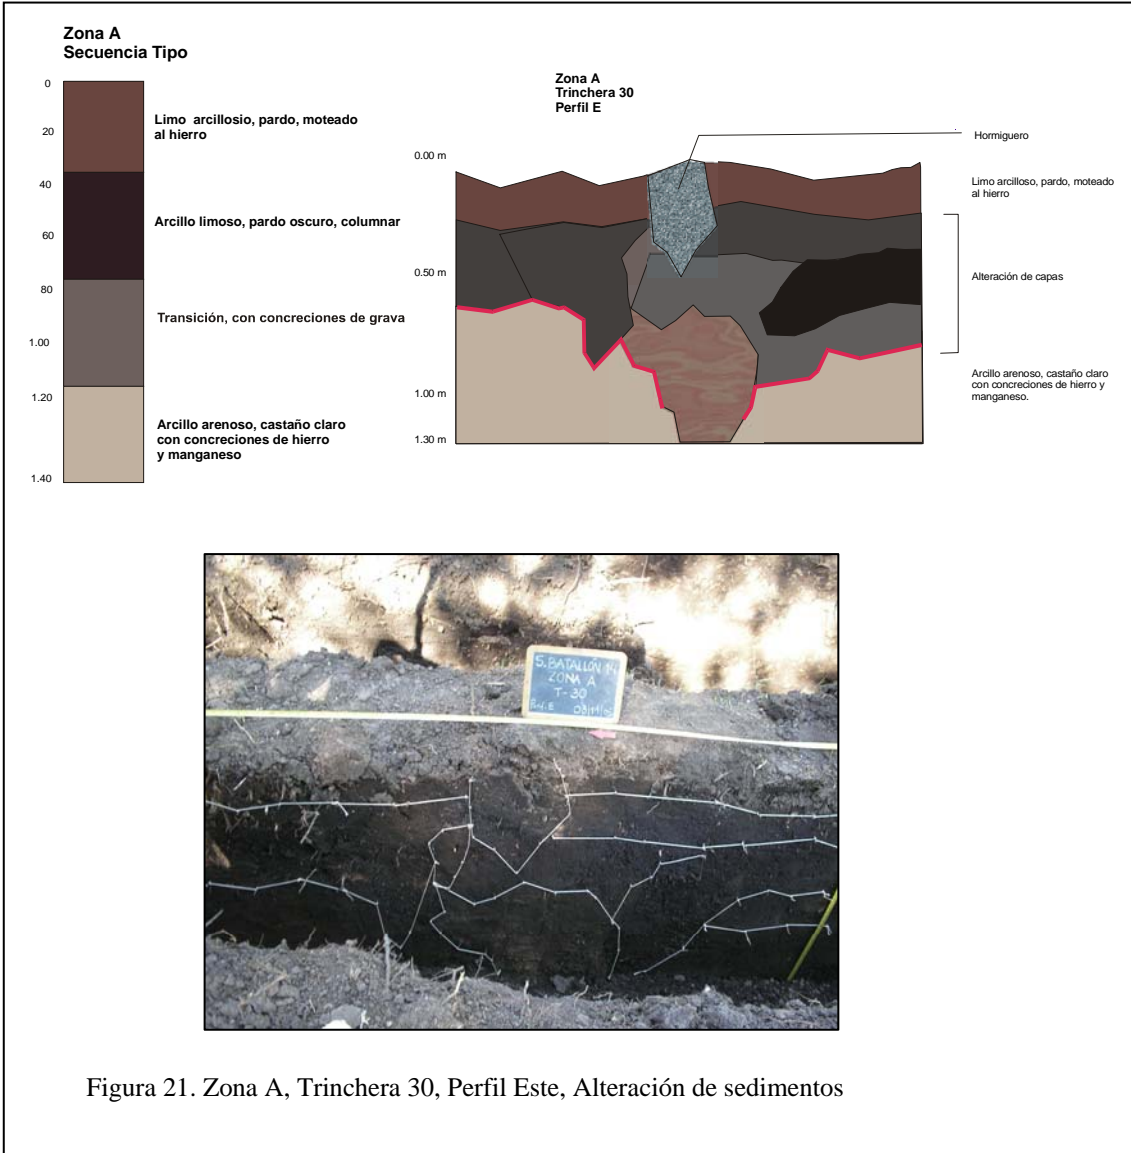 Zona A
Secuencia Tipo
0
20
40
60
80
1.00
1.20
1.40
Limo arcillosio, pardo, moteado
al hierro
Arcillo limoso, pardo oscuro, columnar
Transición, con concreciones de grava
Arcillo arenoso, castaño claro
con concreciones de hierro
y manganeso
Zona A
Trinchera 30
Perfil E
0.00 m
0.50 m
1.00 m
1.30 m
Hormiguero
Limo arcilloso, pardo, moteado
al hierro
Alteración de capas
Arcillo arenoso, castaño claro
con concreciones de hierro y
manganeso.
5. BATALLÓN 14
ZONA A
T-30
Figura 21. Zona A, Trinchera 30, Perfil Este, Alteración de sedimentos